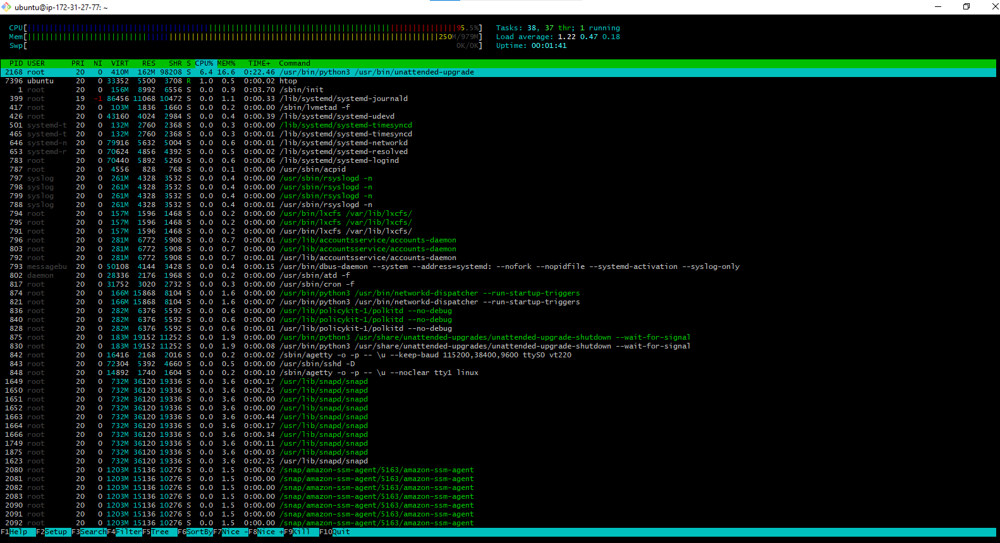 ubuntu@ip-172-31-27-77: ~
CPU[||||||||||||||||||||||||||||||||||||||||||||||||||||||||||||||||||||||||||||||||||||||||||||||||95.5%] Tasks: 38, 37 thr; 1 running
Mem[||||||||||||||||||||||||||||||||||||||||||||||||||||||||||||||||||||||||||||||||||||||||||||250M/979M] Load average: 1.22 0.47 0.18
Swp[ 0K/0K] Uptime: 00:01:41
PID USER PRI NI VIRT RES SHR S CPU% MEM% TIME+ Command
2168 root 20 0 410M 162M 98208 S 6.4 16.6 0:22.46 /usr/bin/python3 /usr/bin/unattended-upgrade
7396 ubuntu 20 0 33352 5500 3708 R 1.0 0.5 0:00.02 htop
1 root 20 0 156M 8992 6556 S 0.0 0.9 0:03.70 /sbin/init
399 root 19 -1 86456 11068 10472 S 0.0 1.1 0:00.33 /lib/systemd/systemd-journald
417 root 20 0 103M 1836 1660 S 0.0 0.2 0:00.00 /sbin/lvmetad -f
426 root 20 0 43160 4024 2984 S 0.0 0.4 0:00.39 /lib/systemd/systemd-udevd
501 systemd-t 20 0 132M 2760 2368 S 0.0 0.3 0:00.00 /lib/systemd/systemd-timesyncd
465 systemd-t 20 0 132M 2760 2368 S 0.0 0.3 0:00.01 /lib/systemd/systemd-timesyncd
646 systemd-n 20 0 79916 5632 5004 S 0.0 0.6 0:00.01 /lib/systemd/systemd-networkd
653 systemd-r 20 0 70624 4856 4392 S 0.0 0.5 0:00.02 /lib/systemd/systemd-resolved
783 root 20 0 70440 5892 5260 S 0.0 0.6 0:00.06 /lib/systemd/systemd-logind
787 root 20 0 4556 828 768 S 0.0 0.1 0:00.00 /usr/sbin/acpid
797 syslog 20 0 261M 4328 3532 S 0.0 0.4 0:00.00 /usr/sbin/rsyslogd -n
798 syslog 20 0 261M 4328 3532 S 0.0 0.4 0:00.00 /usr/sbin/rsyslogd -n
799 syslog 20 0 261M 4328 3532 S 0.0 0.4 0:00.00 /usr/sbin/rsyslogd -n
788 syslog 20 0 261M 4328 3532 S 0.0 0.4 0:00.01 /usr/sbin/rsyslogd -n
794 root 20 0 157M 1596 1468 S 0.0 0.2 0:00.00 /usr/bin/lxcfs /var/lib/lxcfs/
795 root 20 0 157M 1596 1468 S 0.0 0.2 0:00.00 /usr/bin/lxcfs /var/lib/lxcfs/
791 root 20 0 157M 1596 1468 S 0.0 0.2 0:00.00 /usr/bin/lxcfs /var/lib/lxcfs/
796 root 20 0 281M 6772 5908 S 0.0 0.7 0:00.01 /usr/lib/accountsservice/accounts-daemon
803 root 20 0 281M 6772 5908 S 0.0 0.7 0:00.00 /usr/lib/accountsservice/accounts-daemon
792 root 20 0 281M 6772 5908 S 0.0 0.7 0:00.01 /usr/lib/accountsservice/accounts-daemon
793 messagebu 20 0 50108 4144 3428 S 0.0 0.4 0:00.15 /usr/bin/dbus-daemon --system --address=systemd: --nofork --nopidfile --systemd-activation --syslog-only
802 daemon 20 0 28336 2176 1968 S 0.0 0.2 0:00.00 /usr/sbin/atd -f
817 root 20 0 31752 3020 2732 S 0.0 0.3 0:00.00 /usr/sbin/cron -f
874 root 20 0 166M 15868 8104 S 0.0 1.6 0:00.00 /usr/bin/python3 /usr/bin/networkd-dispatcher --run-startup-triggers
821 root 20 0 166M 15868 8104 S 0.0 1.6 0:00.07 /usr/bin/python3 /usr/bin/networkd-dispatcher --run-startup-triggers
836 root 20 0 282M 6376 5592 S 0.0 0.6 0:00.00 /usr/lib/policykit-1/polkitd --no-debug
840 root 20 0 282M 6376 5592 S 0.0 0.6 0:00.00 /usr/lib/policykit-1/polkitd --no-debug
828 root 20 0 282M 6376 5592 S 0.0 0.6 0:00.01 /usr/lib/policykit-1/polkitd --no-debug
875 root 20 0 183M 19152 11252 S 0.0 1.9 0:00.00 /usr/bin/python3 /usr/share/unattended-upgrades/unattended-upgrade-shutdown --wait-for-signal
830 root 20 0 183M 19152 11252 S 0.0 1.9 0:00.08 /usr/bin/python3 /usr/share/unattended-upgrades/unattended-upgrade-shutdown --wait-for-signal
842 root 20 0 16416 2168 2016 S 0.0 0.2 0:00.02 /sbin/agetty -o -p -- \u --keep-baud 115200,38400,9600 ttyS0 vt220
843 root 20 0 72304 5392 4660 S 0.0 0.5 0:00.00 /usr/sbin/sshd -D
848 root 20 0 14892 1740 1604 S 0.0 0.2 0:00.10 /sbin/agetty -o -p -- \u --noclear tty1 linux
1649 root 20 0 732M 36120 19336 S 0.0 3.6 0:00.17 /usr/lib/snapd/snapd
1650 root 20 0 732M 36120 19336 S 0.0 3.6 0:00.25 /usr/lib/snapd/snapd
1651 root 20 0 732M 36120 19336 S 0.0 3.6 0:00.00 /usr/lib/snapd/snapd
1652 root 20 0 732M 36120 19336 S 0.0 3.6 0:00.00 /usr/lib/snapd/snapd
1663 root 20 0 732M 36120 19336 S 0.0 3.6 0:00.44 /usr/lib/snapd/snapd
1664 root 20 0 732M 36120 19336 S 0.0 3.6 0:00.17 /usr/lib/snapd/snapd
1666 root 20 0 732M 36120 19336 S 0.0 3.6 0:00.34 /usr/lib/snapd/snapd
1749 root 20 0 732M 36120 19336 S 0.0 3.6 0:00.11 /usr/lib/snapd/snapd
1875 root 20 0 732M 36120 19336 S 0.0 3.6 0:00.03 /usr/lib/snapd/snapd
1623 root 20 0 732M 36120 19336 S 0.0 3.6 0:02.25 /usr/lib/snapd/snapd
2080 root 20 0 1203M 15136 10276 S 0.0 1.5 0:00.02 /snap/amazon-ssm-agent/5163/amazon-ssm-agent
2081 root 20 0 1203M 15136 10276 S 0.0 1.5 0:00.00 /snap/amazon-ssm-agent/5163/amazon-ssm-agent
2082 root 20 0 1203M 15136 10276 S 0.0 1.5 0:00.00 /snap/amazon-ssm-agent/5163/amazon-ssm-agent
2083 root 20 0 1203M 15136 10276 S 0.0 1.5 0:00.00 /snap/amazon-ssm-agent/5163/amazon-ssm-agent
2090 root 20 0 1203M 15136 10276 S 0.0 1.5 0:00.00 /snap/amazon-ssm-agent/5163/amazon-ssm-agent
2091 root 20 0 1203M 15136 10276 S 0.0 1.5 0:00.00 /snap/amazon-ssm-agent/5163/amazon-ssm-agent
2092 root 20 0 1203M 15136 10276 S 0.0 1.5 0:00.00 /snap/amazon-ssm-agent/5163/amazon-ssm-agent
F1Help F2Setup F3SearchF4FilterF5Tree F6SortByF7Nice -F8Nice +F9Kill F10Quit